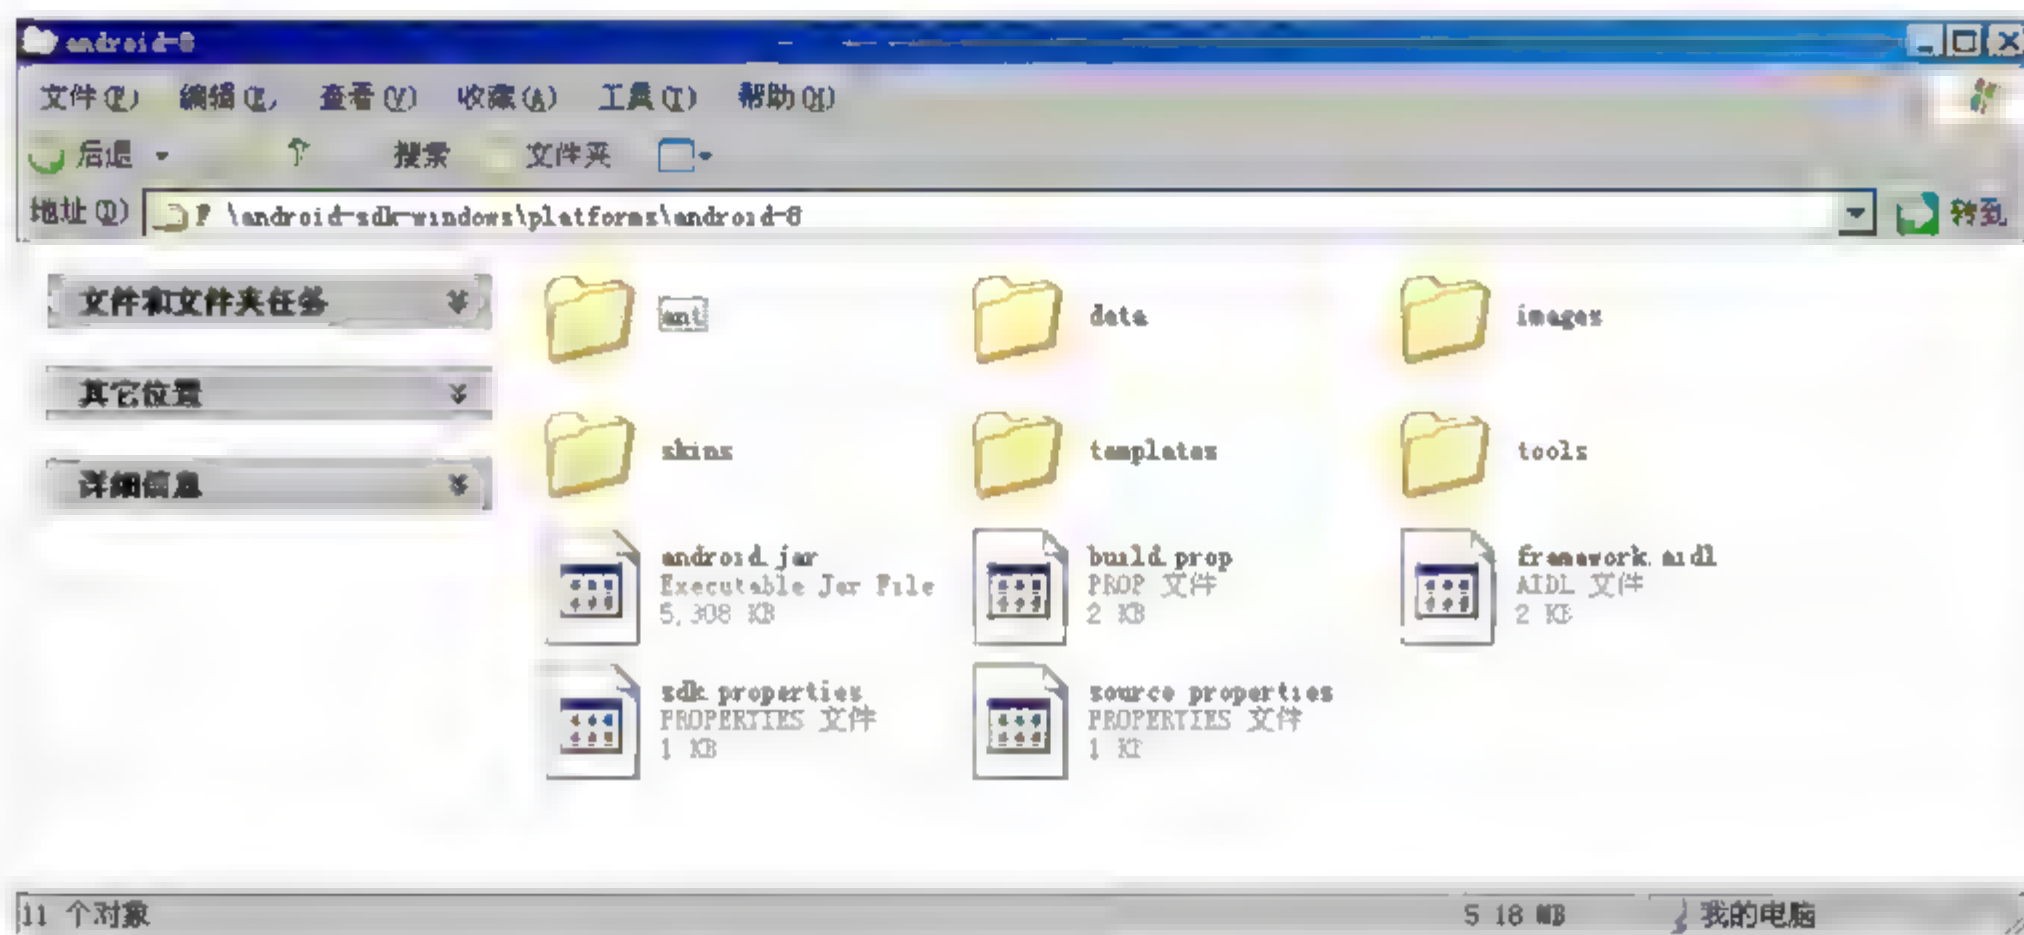 android-8
文件(F) 编辑(E) 查看(V) 收藏(A) 工具(T) 帮助(H)
后退 搜索 文件夹
地址(D) F:\android-sdk-windows\platforms\android-8 转到
文件和文件夹任务
其它位置
详细信息
ant data images
skins templates tools
android.jar
Executable Jar File
5,308 KB
build.prop
PROP 文件
2 KB
framework.aidl
AIDL 文件
2 KB
sdk.properties
PROPERTIES 文件
1 KB
source.properties
PROPERTIES 文件
1 KB
11 个对象 5.18 MB 我的电脑